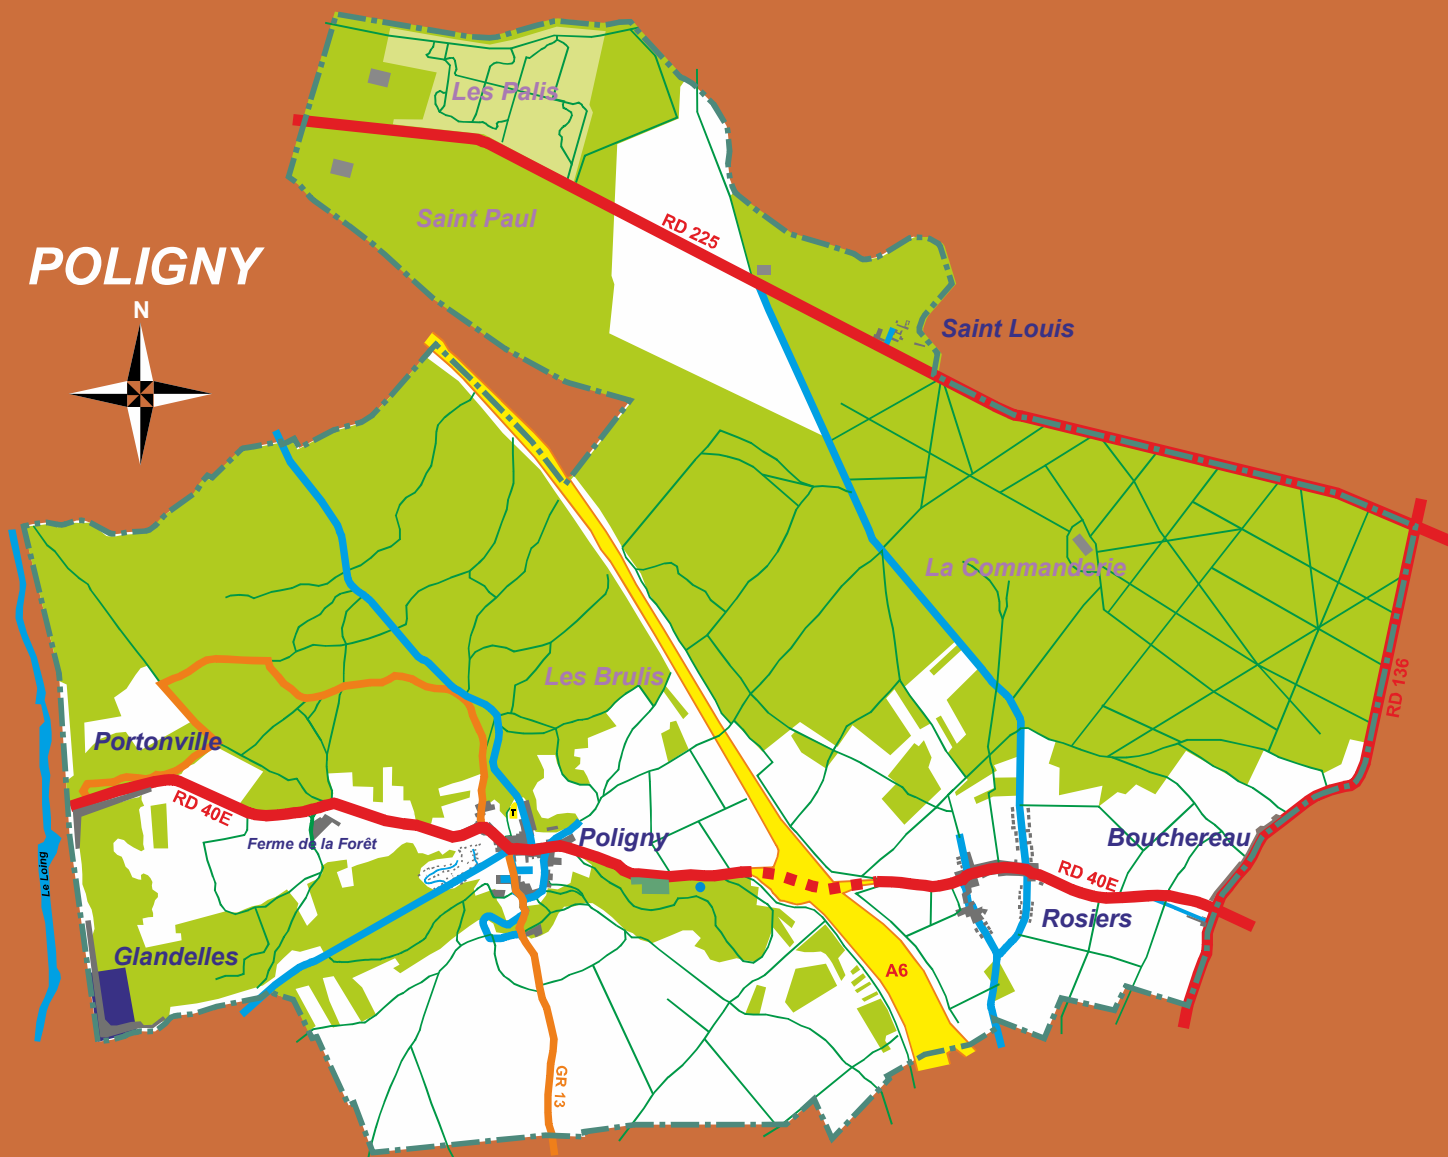 Les Palis
Saint Paul
RD 225
POLIGNY
N
Saint Louis
La Commanderie
Les Brulis
RD 136
Portonville
RD 40E
Ferme de la Forêt
Poligny
Bouchereau
RD 40E
Rosiers
Le Loing
Glandelles
A6
GR 13